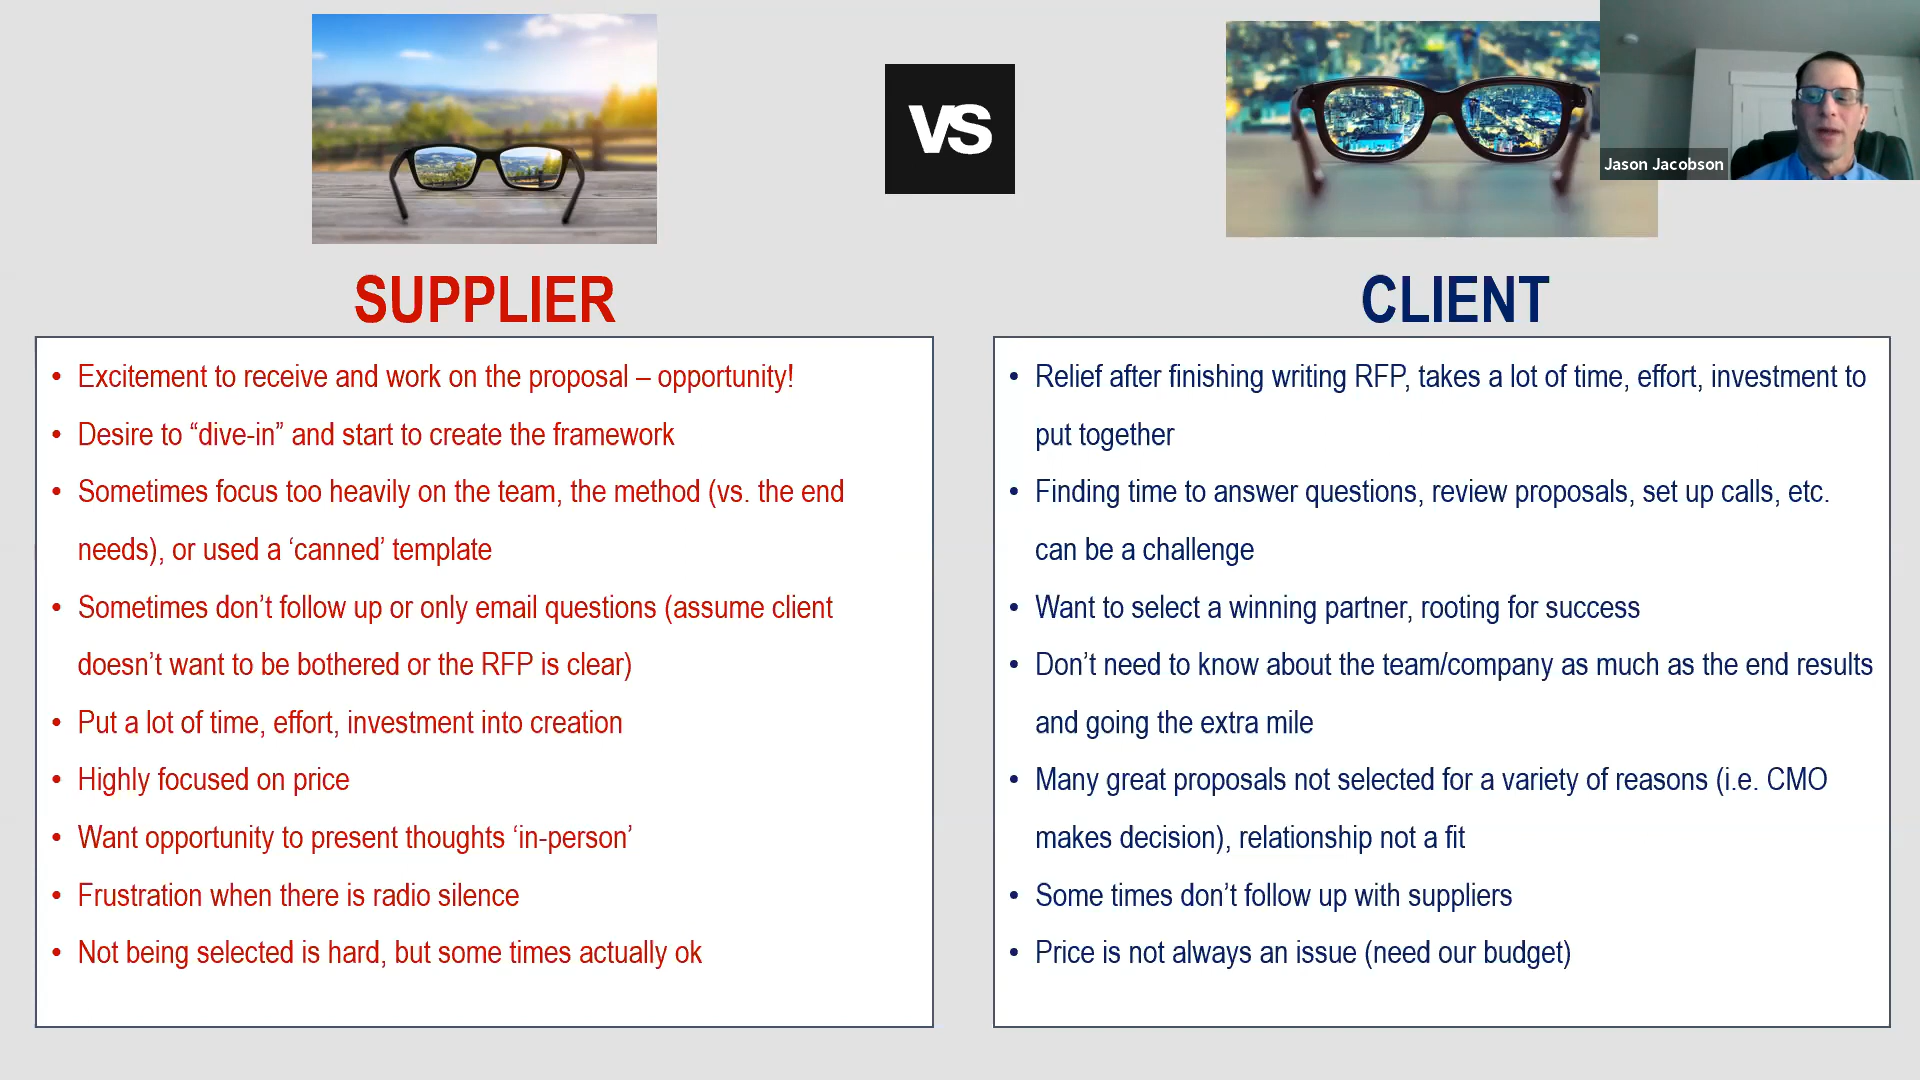 VS
Jason Jacobson
SUPPLIER
• Excitement to receive and work on the proposal – opportunity!
• Desire to “dive-in” and start to create the framework
• Sometimes focus too heavily on the team, the method (vs. the end
needs), or used a ‘canned’ template
• Sometimes don’t follow up or only email questions (assume client
doesn’t want to be bothered or the RFP is clear)
• Put a lot of time, effort, investment into creation
• Highly focused on price
• Want opportunity to present thoughts ‘in-person’
• Frustration when there is radio silence
• Not being selected is hard, but some times actually ok
CLIENT
• Relief after finishing writing RFP, takes a lot of time, effort, investment to
put together
• Finding time to answer questions, review proposals, set up calls, etc.
can be a challenge
• Want to select a winning partner, rooting for success
• Don’t need to know about the team/company as much as the end results
and going the extra mile
• Many great proposals not selected for a variety of reasons (i.e. CMO
makes decision), relationship not a fit
• Some times don’t follow up with suppliers
• Price is not always an issue (need our budget)